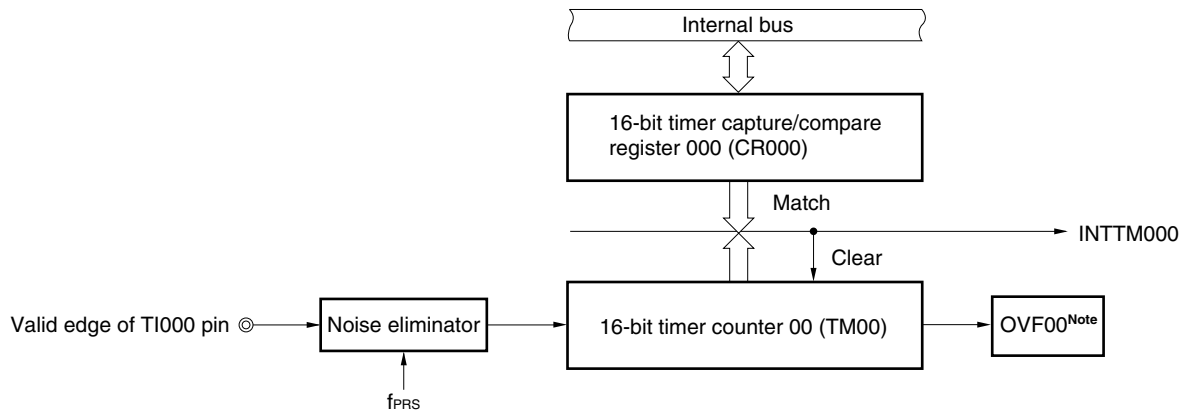 Internal bus
16-bit timer capture/compare
register 000 (CR000)
Match
INTTM000
Clear
Valid edge of TI000 pin
Noise eliminator
16-bit timer counter 00 (TM00)
OVF00Note
fPRS